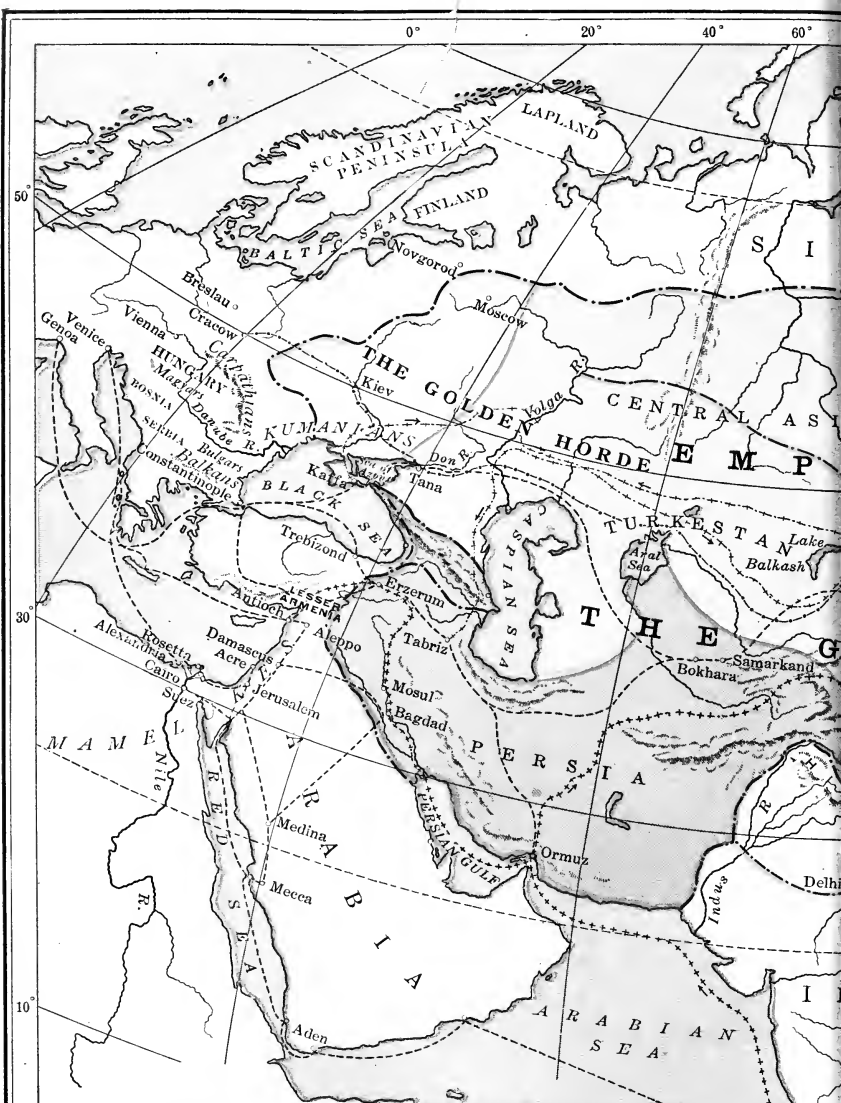 0° 20° 40° 60°
50°
30°
10°
LAPLAND
SCANDINAVIAN
PENINSULA
FINLAND
BALTIC SEA
Novgorod
S I
Breslau
Cracow
Moscow
Genoa
Venice
Vienna
HUNGARY
Magyars
Carpathian
BOSNIA
Danube R.
SERBIA
Bulgars
Balkans
Constantinople
KUMANIANS
Kiev
THE GOLDEN HORDE
Volga R.
CENTRAL ASI
EMP
Don R.
Kaffa
Tana
BLACK SEA
TURKESTAN
Lake
Balkash
Aral
Sea
CASPIAN SEA
Trebizond
LESSER
ARMENIA
Erzerum
Antioch
Aleppo
THE G
Tabriz
Samarkand
Bokhara
Rosetta
Alexandria
Cairo
Suez
Damascus
Acre
Jerusalem
Mosul
Bagdad
MAMEL
Nile
R.
PERSIA
RED SEA
ARABIA
PERSIAN GULF
Medina
Mecca
Ormuz
Indus
R
Delhi
Aden
ARABIAN
SEA
I